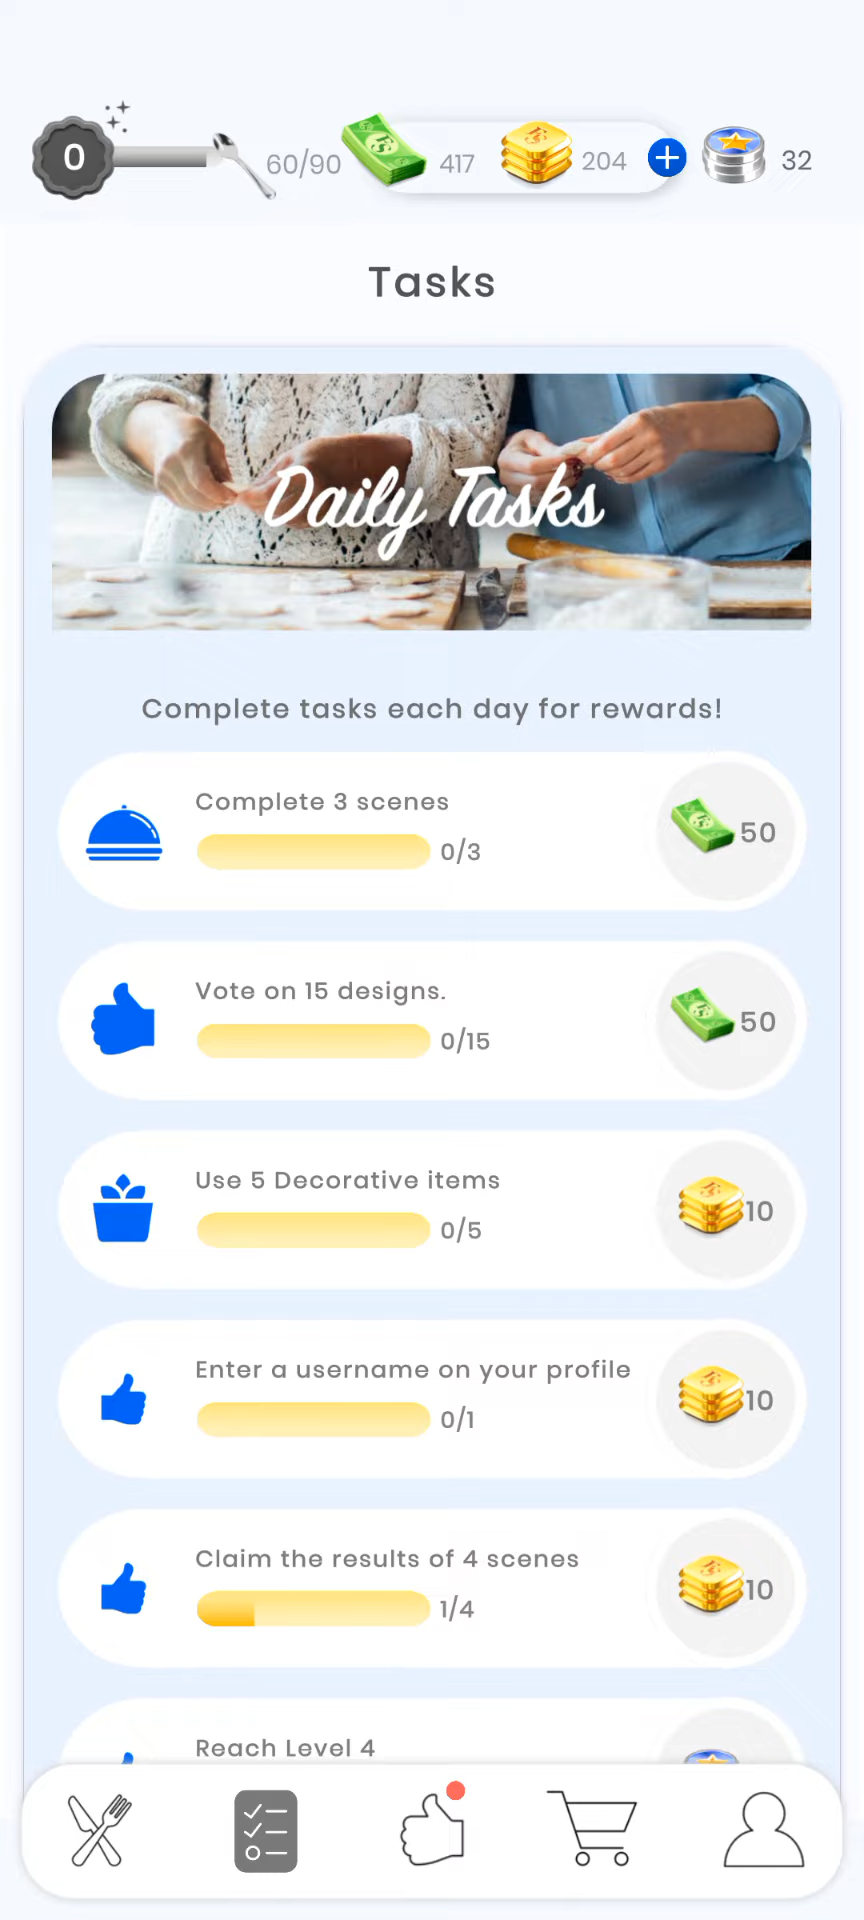 0 60/90 417 204 32
Tasks
Daily Tasks
Complete tasks each day for rewards!
Complete 3 scenes
0/3
50
Vote on 15 designs.
0/15
50
Use 5 Decorative items
0/5
10
Enter a username on your profile
0/1
10
Claim the results of 4 scenes
1/4
10
Reach Level 4